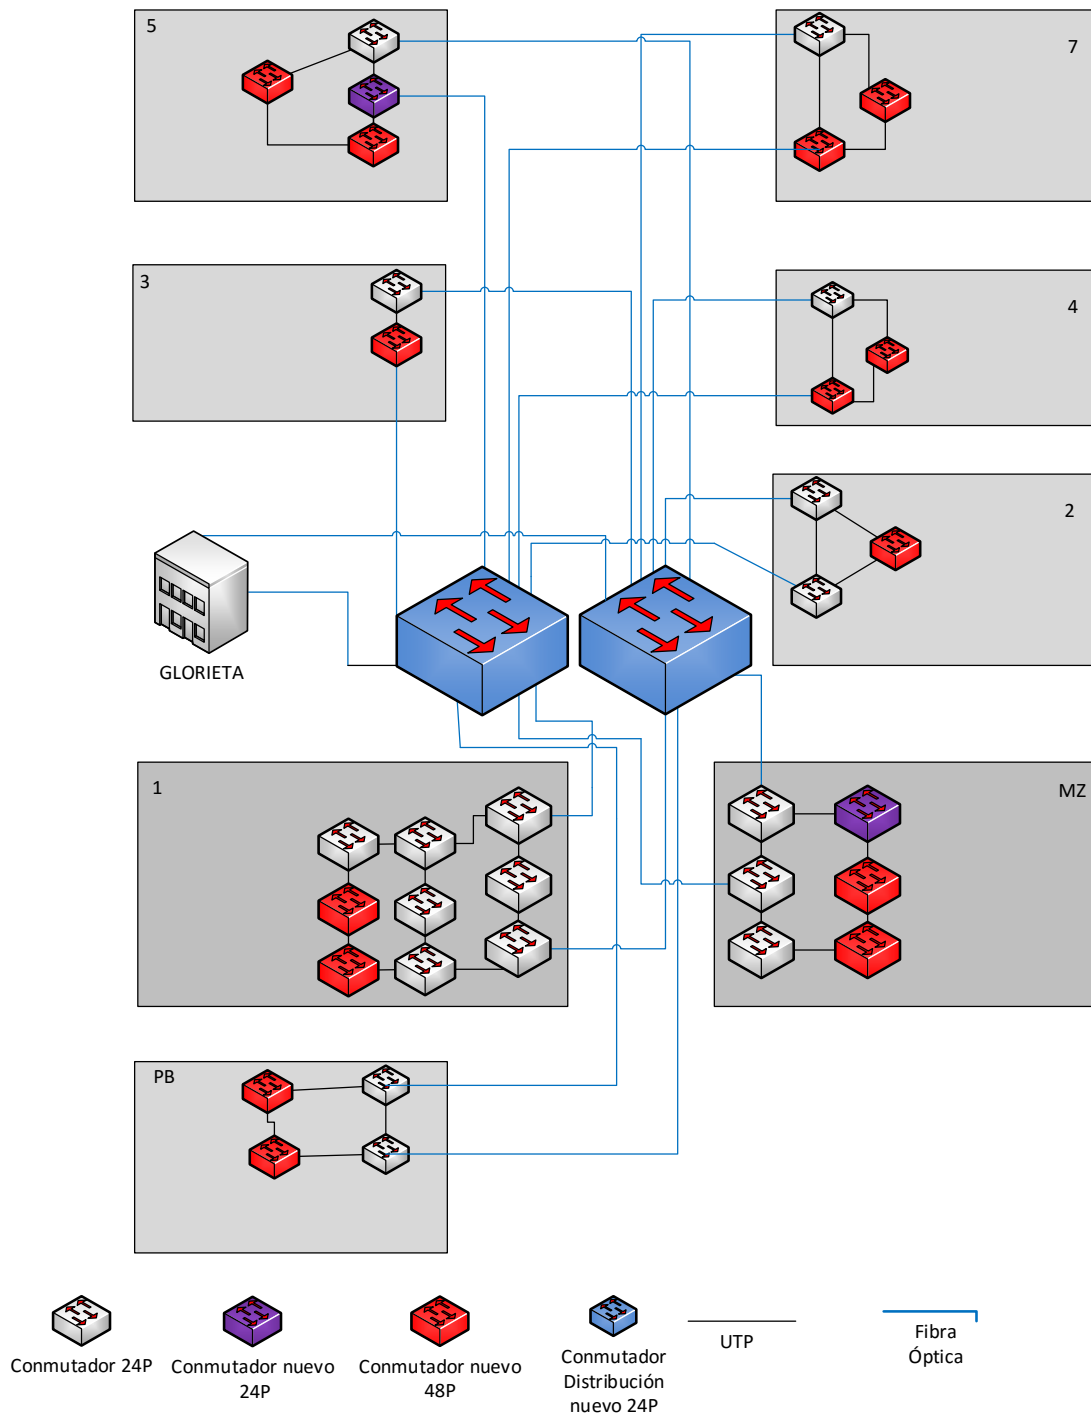 5
7
3
4
2
GLORIETA
1
MZ
PB
Conmutador 24P
Conmutador nuevo
24P
Conmutador nuevo
48P
Conmutador
Distribución
nuevo 24P
UTP
Fibra
Óptica